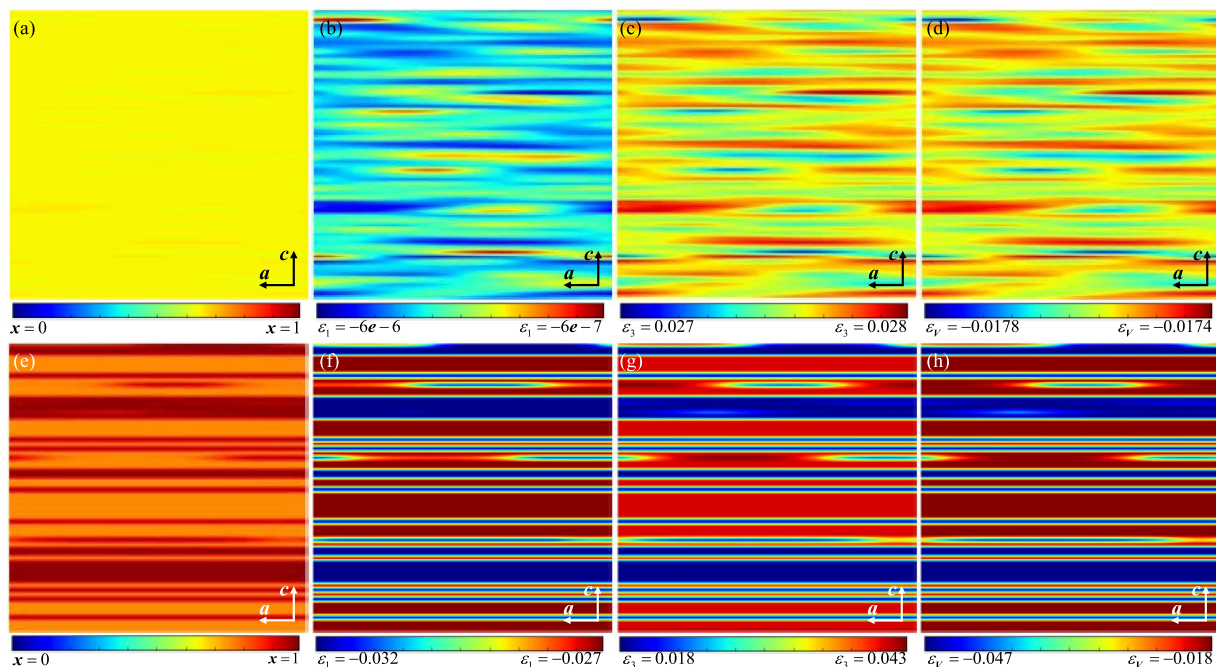 (a) (b) (c) (d)
c c c c
a a a a
x = 0 x = 1 ε₁ = −6e−6 ε₁ = −6e−7 ε₃ = 0.027 ε₃ = 0.028 εV = −0.0178 εV = −0.0174
(e) (f) (g) (h)
c c c c
a a a a
x = 0 x = 1 ε₁ = −0.032 ε₁ = −0.027 ε₃ = 0.018 ε₃ = 0.043 εV = −0.047 εV = −0.018